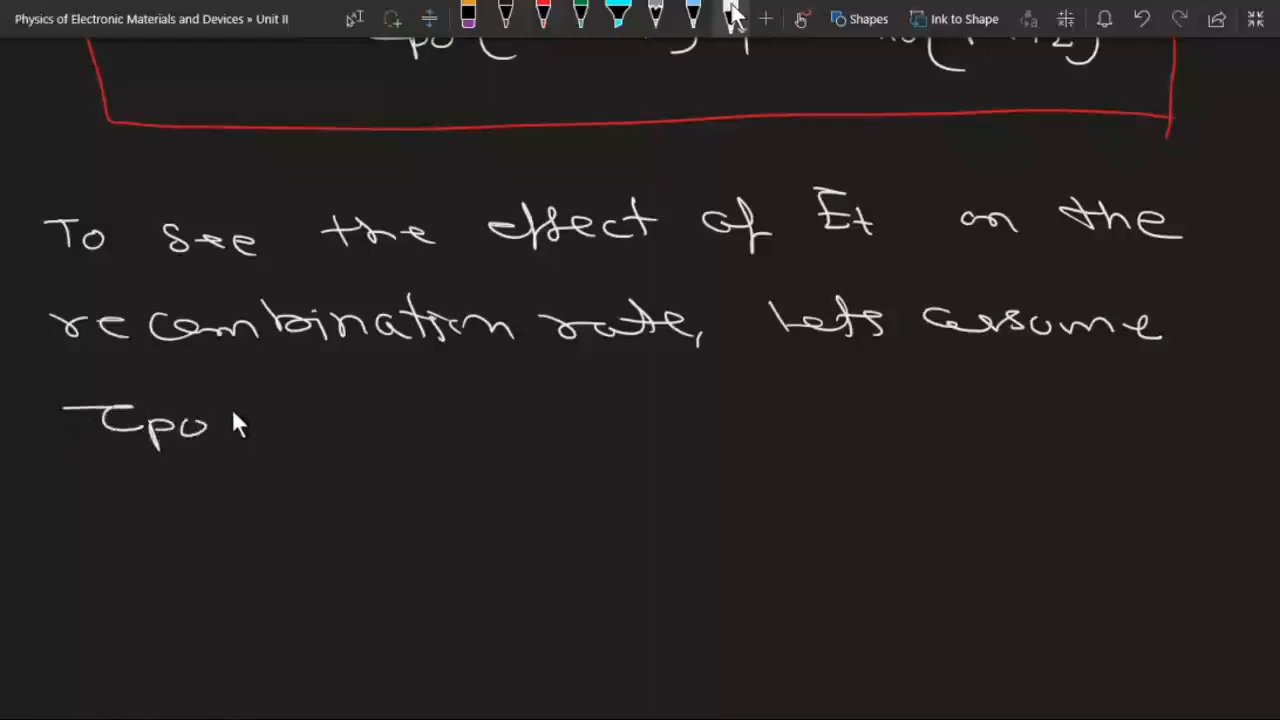 Physics of Electronic Materials and Devices » Unit II
Shapes
Ink to Shape
To see the effect of Et on the
recombination rate, Lets assume
τpo